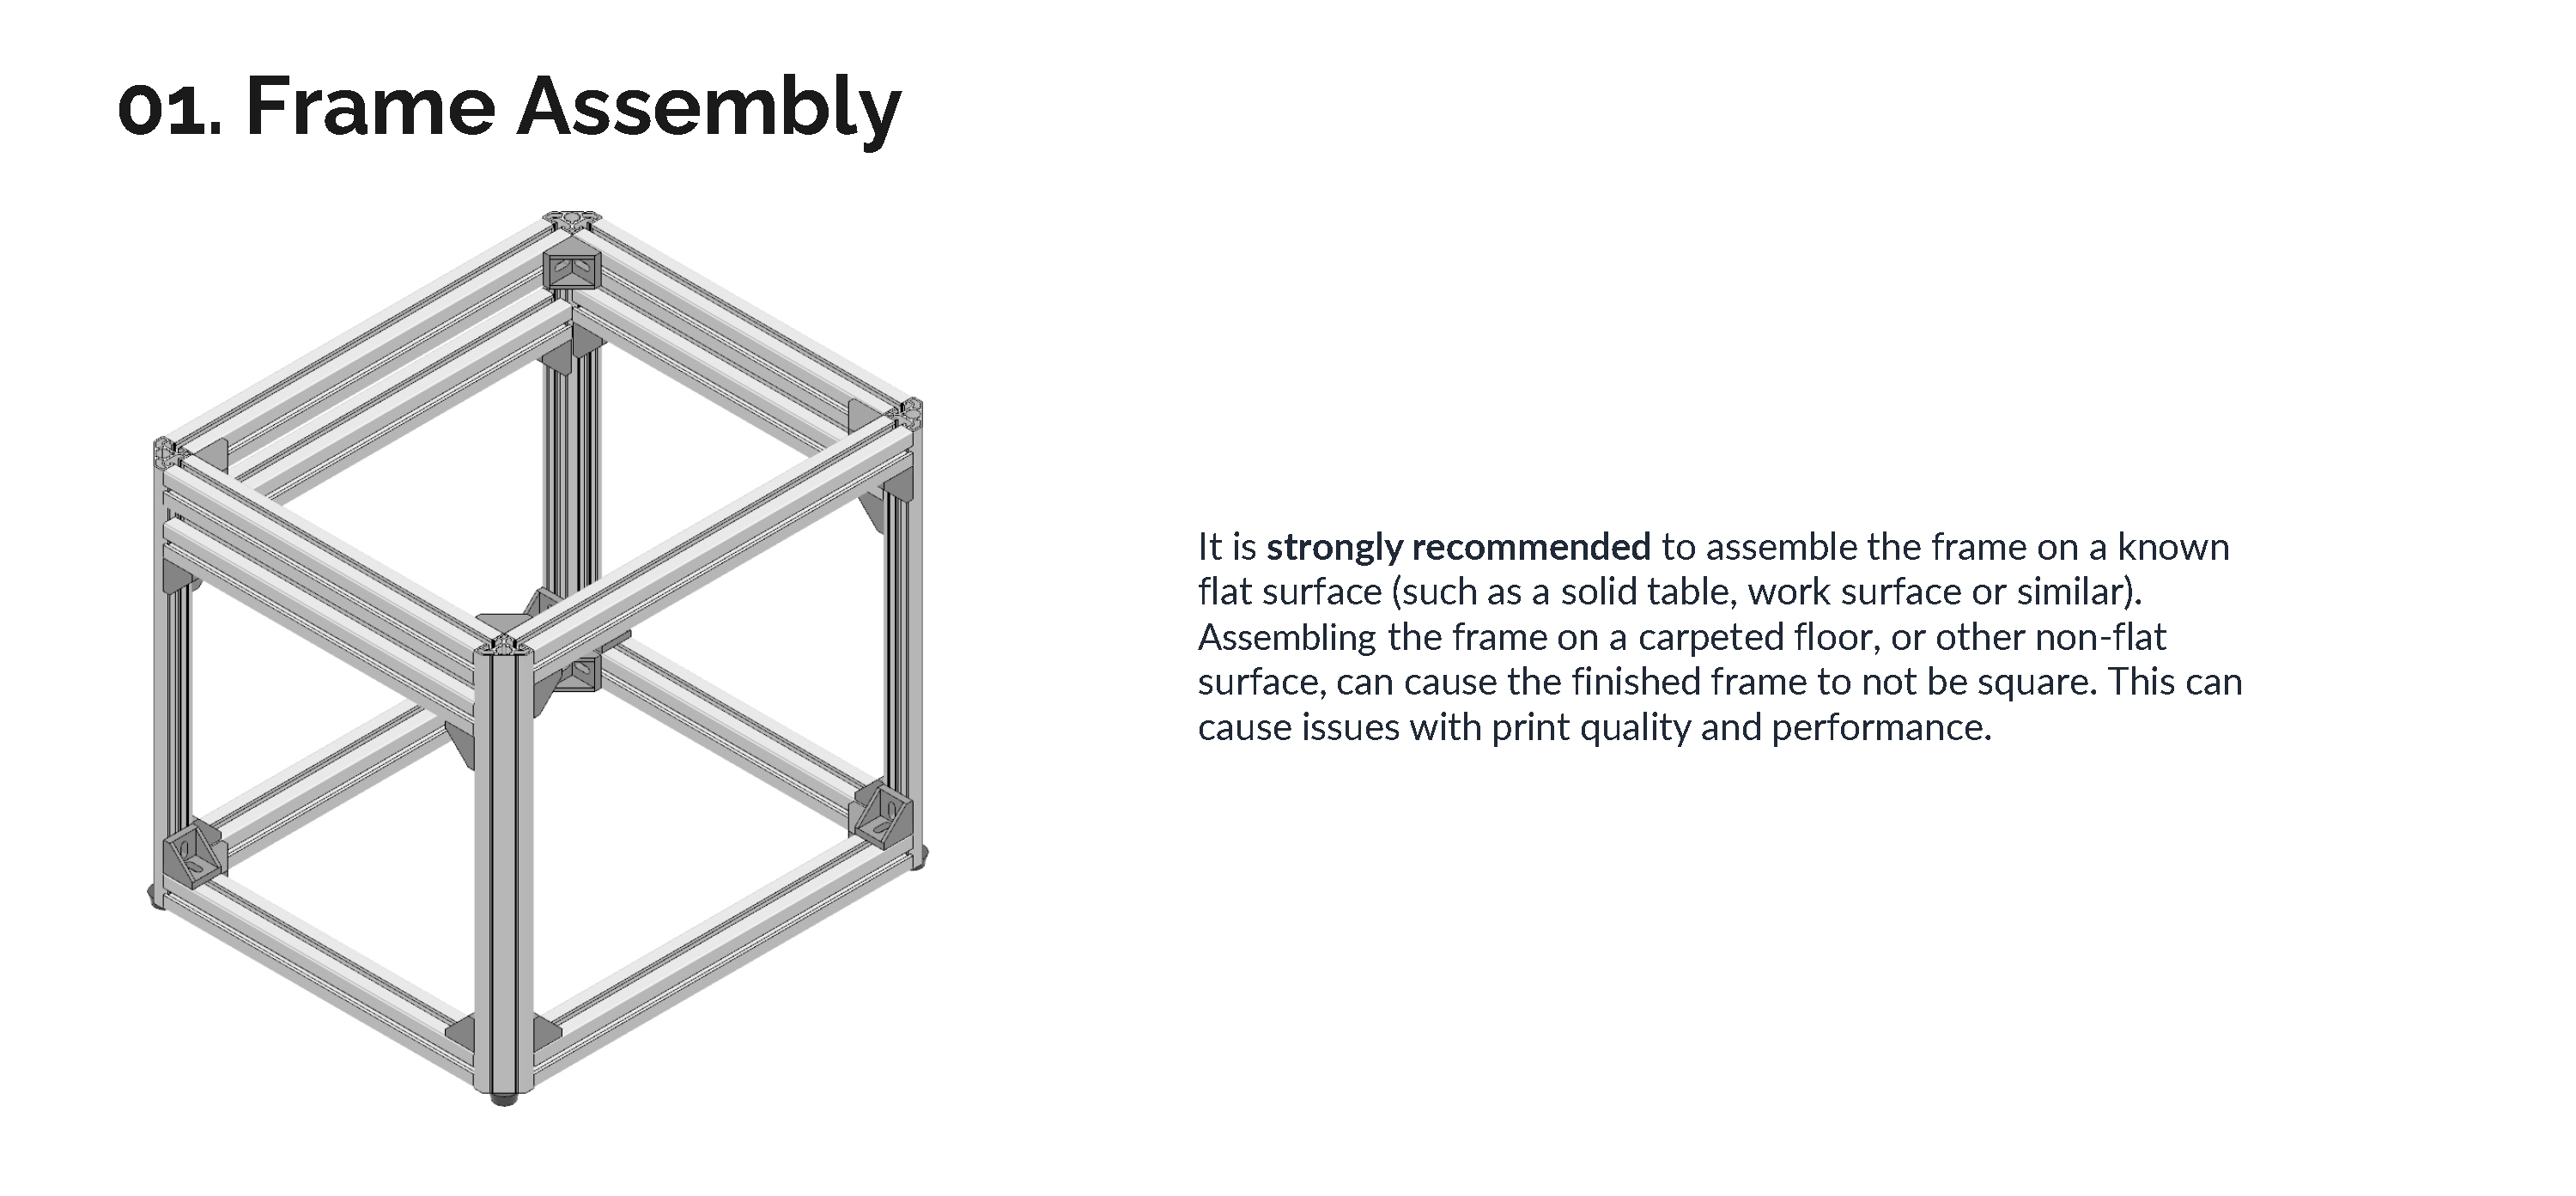 01. Frame Assembly
It is strongly recommended to assemble the frame on a known
flat surface (such as a solid table, work surface or similar).
Assembling the frame on a carpeted floor, or other non-flat
surface, can cause the finished frame to not be square. This can
cause issues with print quality and performance.